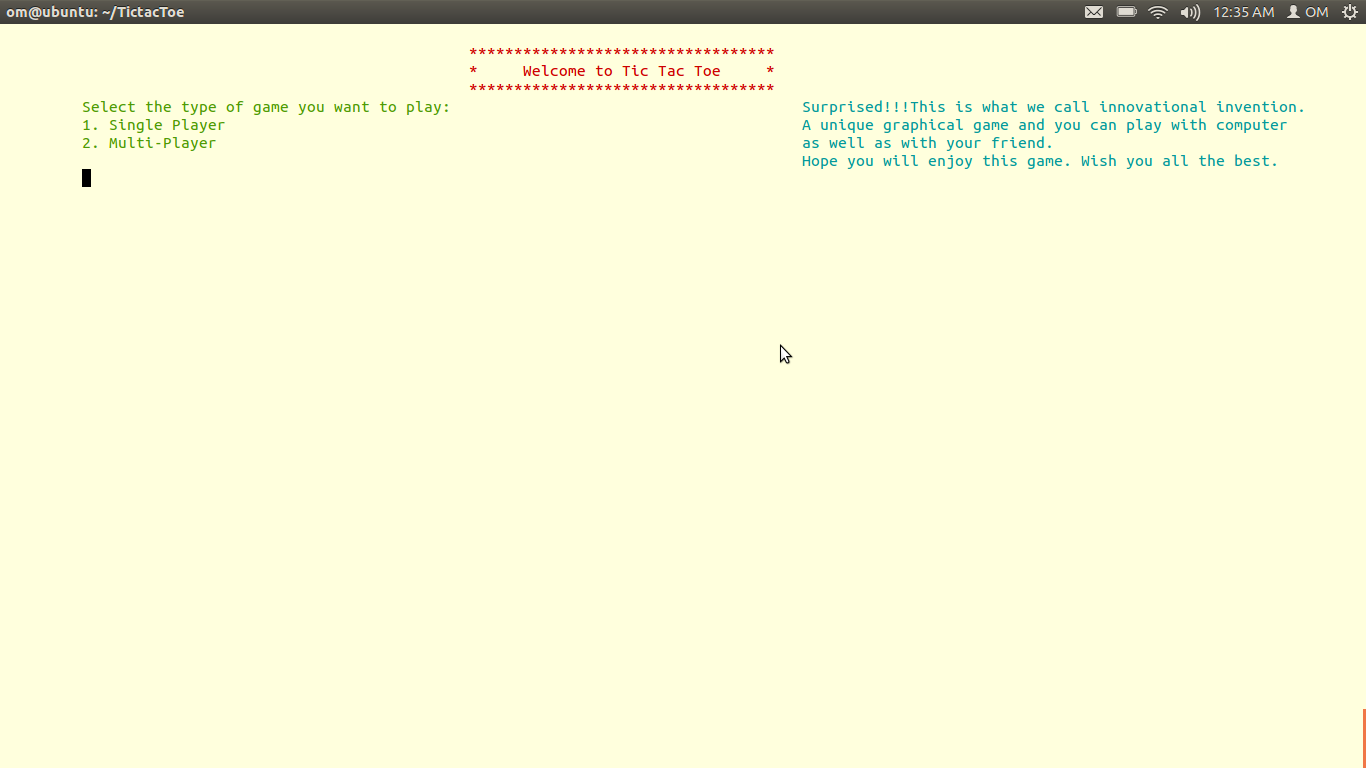 om@ubuntu: ~/TictacToe
12:35 AM
OM
**********************************
* Welcome to Tic Tac Toe *
**********************************
Select the type of game you want to play:
1. Single Player
2. Multi-Player
Surprised!!!This is what we call innovational invention.
A unique graphical game and you can play with computer
as well as with your friend.
Hope you will enjoy this game. Wish you all the best.